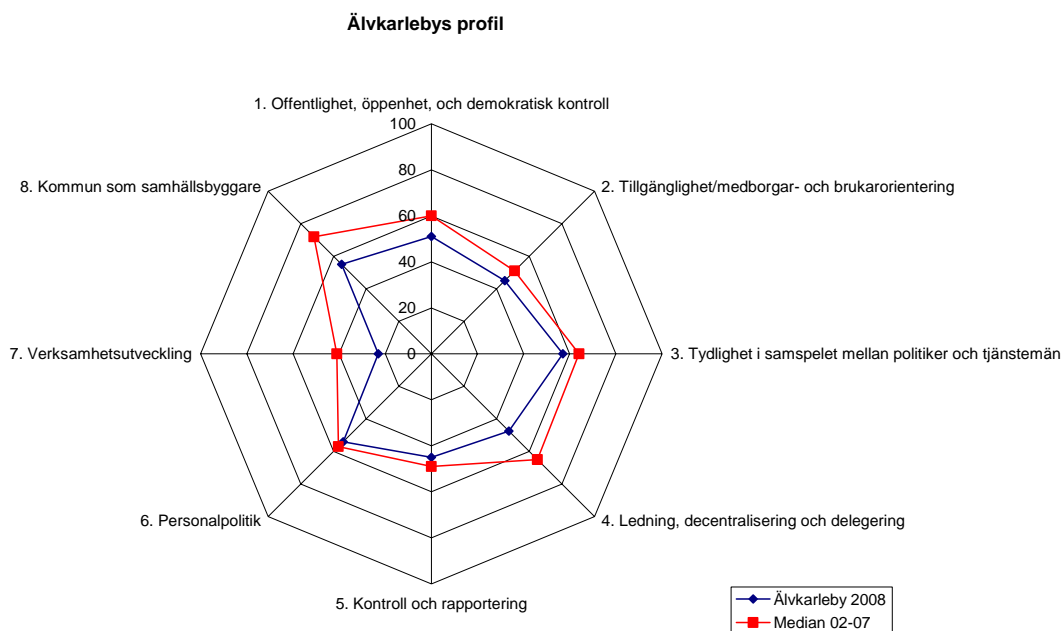 Älvkarlebys profil
1. Offentlighet, öppenhet, och demokratisk kontroll
100
80
60
40
20
0
2. Tillgänglighet/medborgar- och brukarorientering
3. Tydlighet i samspelet mellan politiker och tjänstemän
4. Ledning, decentralisering och delegering
5. Kontroll och rapportering
6. Personalpolitik
7. Verksamhetsutveckling
8. Kommun som samhällsbyggare
Älvkarleby 2008
Median 02-07